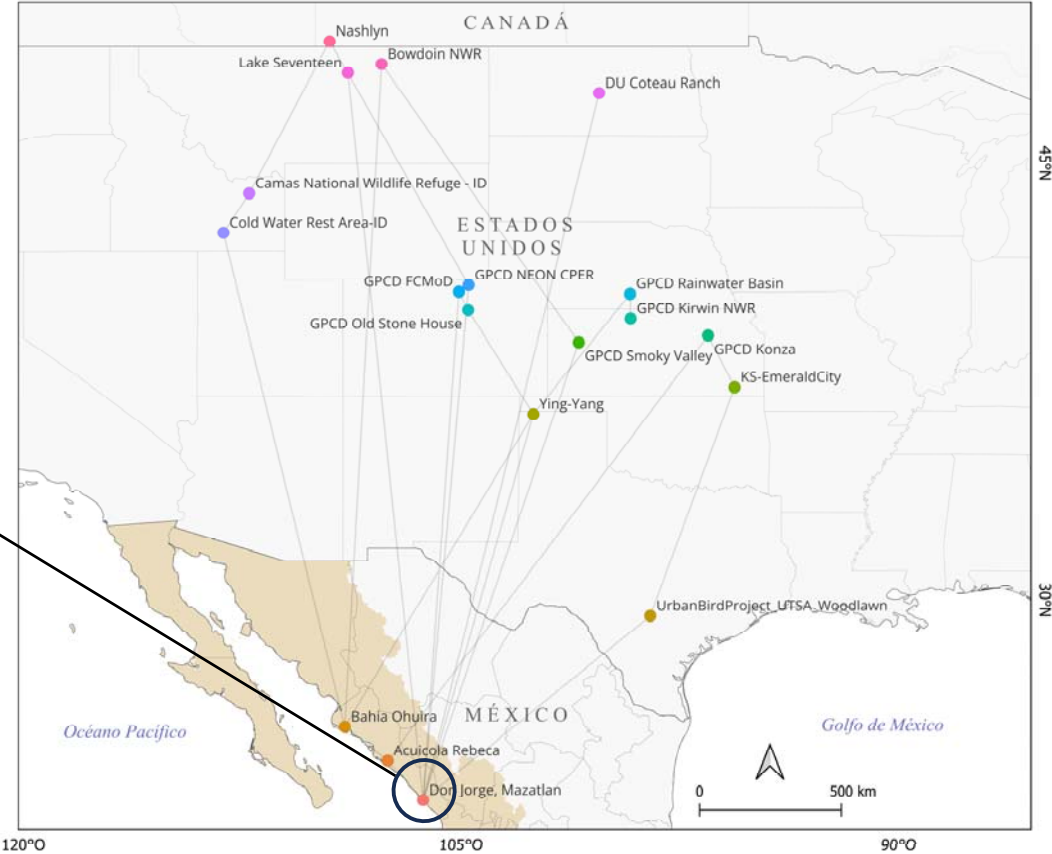 CANADÁ
Nashlyn
Bowdoin NWR
Lake Seventeen
DU Coteau Ranch
45°N
Camas National Wildlife Refuge - ID
Cold Water Rest Area-ID
ESTADOS
UNIDOS
GPCD NEON CPER
GPCD FCMoD
GPCD Rainwater Basin
GPCD Kirwin NWR
GPCD Old Stone House
GPCD Konza
GPCD Smoky Valley
KS-EmeraldCity
Ying-Yang
30°N
UrbanBirdProject_UTSA_Woodlawn
Bahia Ohuira
MÉXICO
Océano Pacífico
Golfo de México
Acuicola Rebeca
Don Jorge, Mazatlan
0 500 km
120°O 105°O 90°O